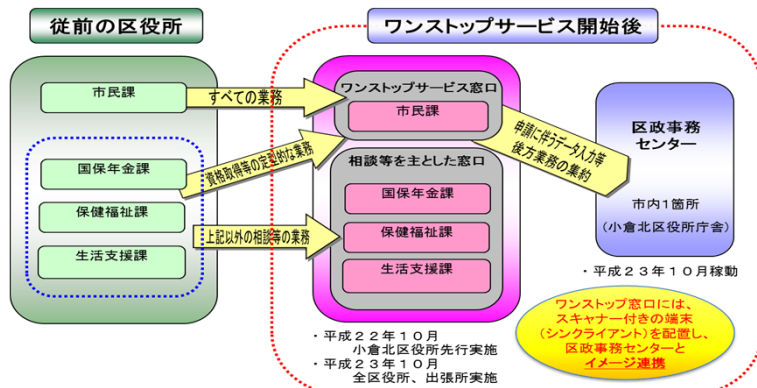 従前の区役所
ワンストップサービス開始後
市民課
国保年金課
保健福祉課
生活支援課
すべての業務
資格取得等の定型的な業務
上記以外の相談等の業務
ワンストップサービス窓口
市民課
相談等を主とした窓口
国保年金課
保健福祉課
生活支援課
・平成22年10月
小倉北区役所先行実施
・平成23年10月
全区役所、出張所実施
申請に伴うデータ入力等
後方業務の集約
区政事務
センター
市内1箇所
(小倉北区役所庁舎)
・平成23年10月稼動
ワンストップ窓口には、
スキャナー付きの端末
(シンクライアント)を配置し、
区政事務センターと
イメージ連携